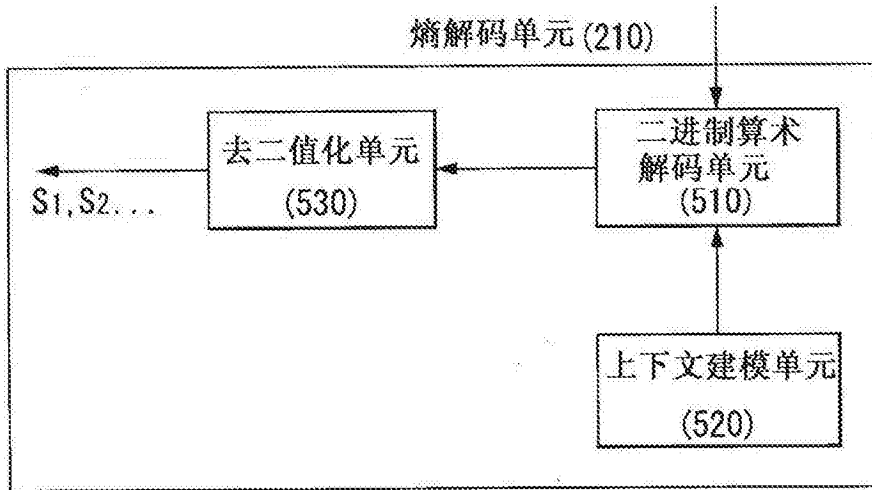 熵解码单元(210)
去二值化单元
(530)
二进制算术
解码单元
(510)
S1,S2...
上下文建模单元
(520)